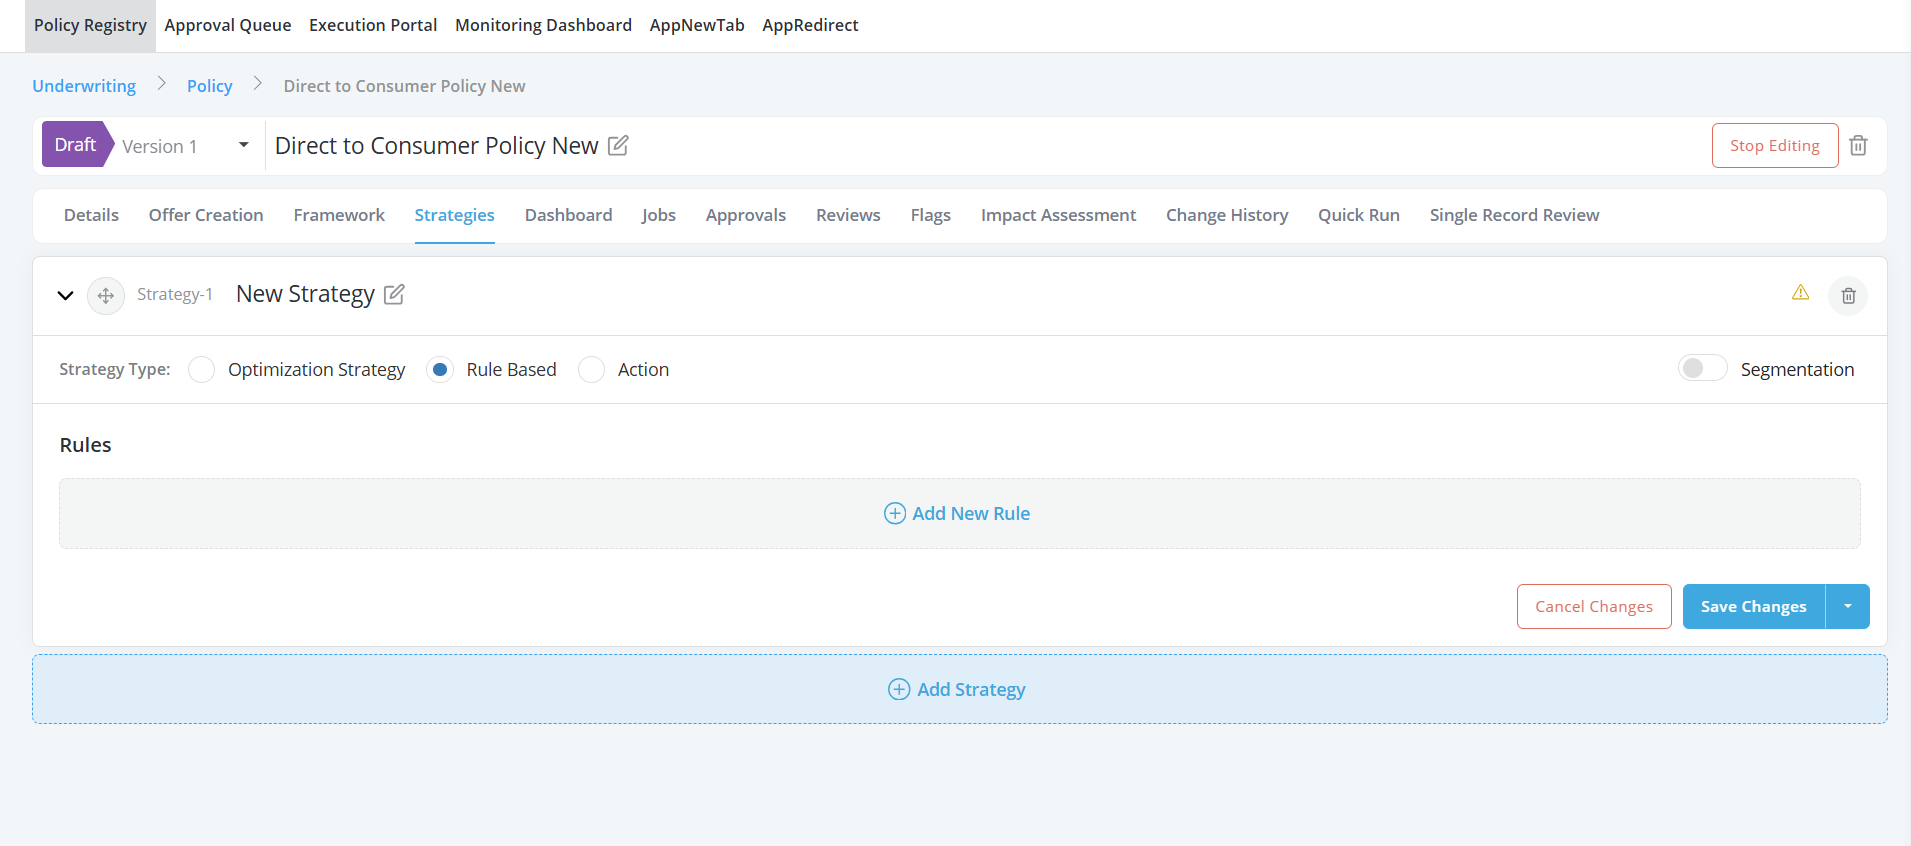 Policy Registry Approval Queue Execution Portal Monitoring Dashboard AppNewTab AppRedirect
Underwriting Policy Direct to Consumer Policy New
Draft Version 1 Direct to Consumer Policy New Stop Editing
Details Offer Creation Framework Strategies Dashboard Jobs Approvals Reviews Flags Impact Assessment Change History Quick Run Single Record Review
Strategy-1 New Strategy
Strategy Type: Optimization Strategy Rule Based Action Segmentation
Rules
Add New Rule
Cancel Changes Save Changes
Add Strategy